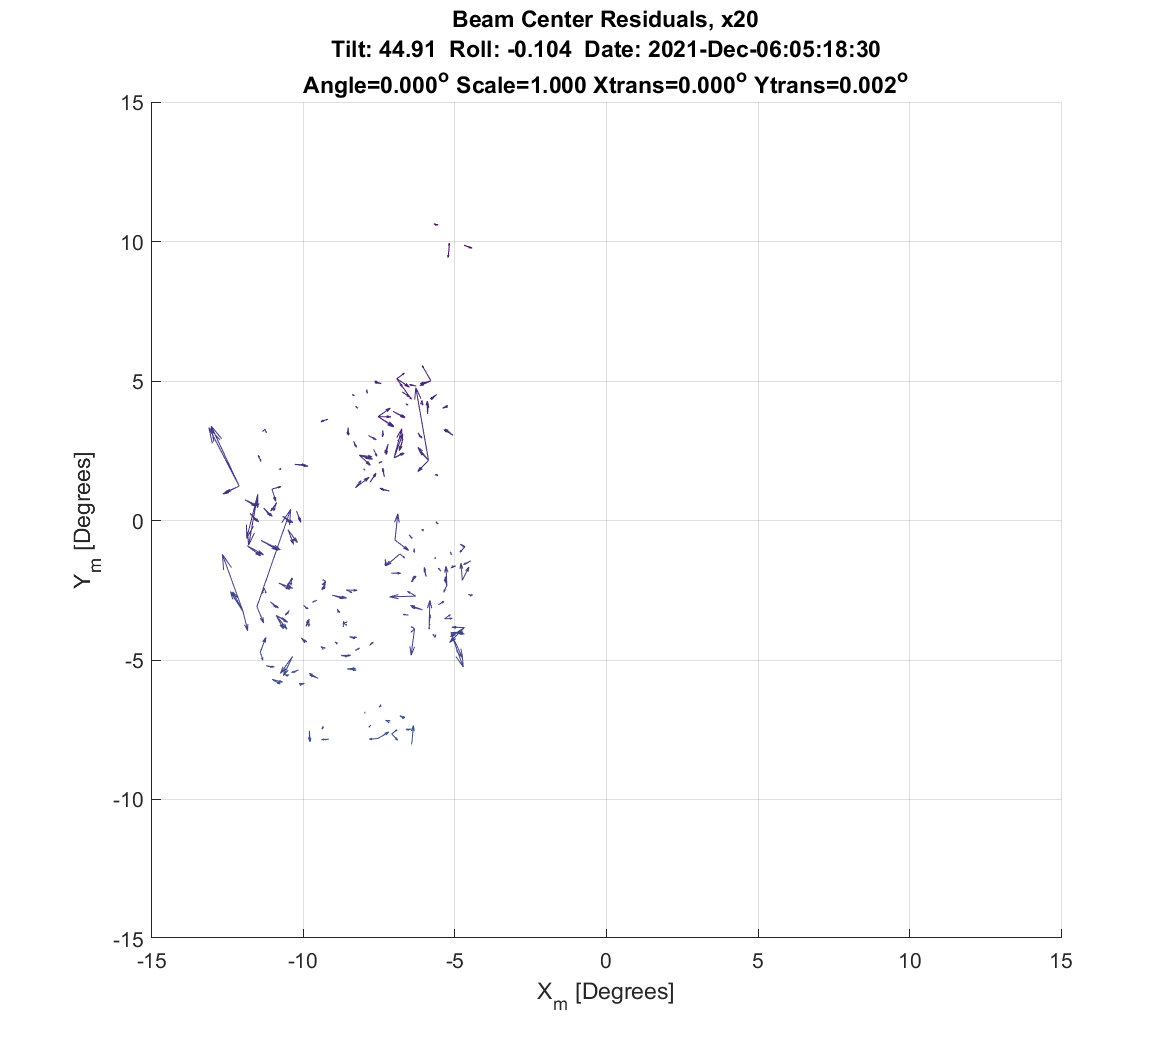 Beam Center Residuals, x20
Tilt: 44.91 Roll: -0.104 Date: 2021-Dec-06:05:18:30
Angle=0.000° Scale=1.000 Xtrans=0.000° Ytrans=0.002°
15
10
5
0
-5
-10
-15
Y_m [Degrees]
-15 -10 -5 0 5 10 15
X_m [Degrees]